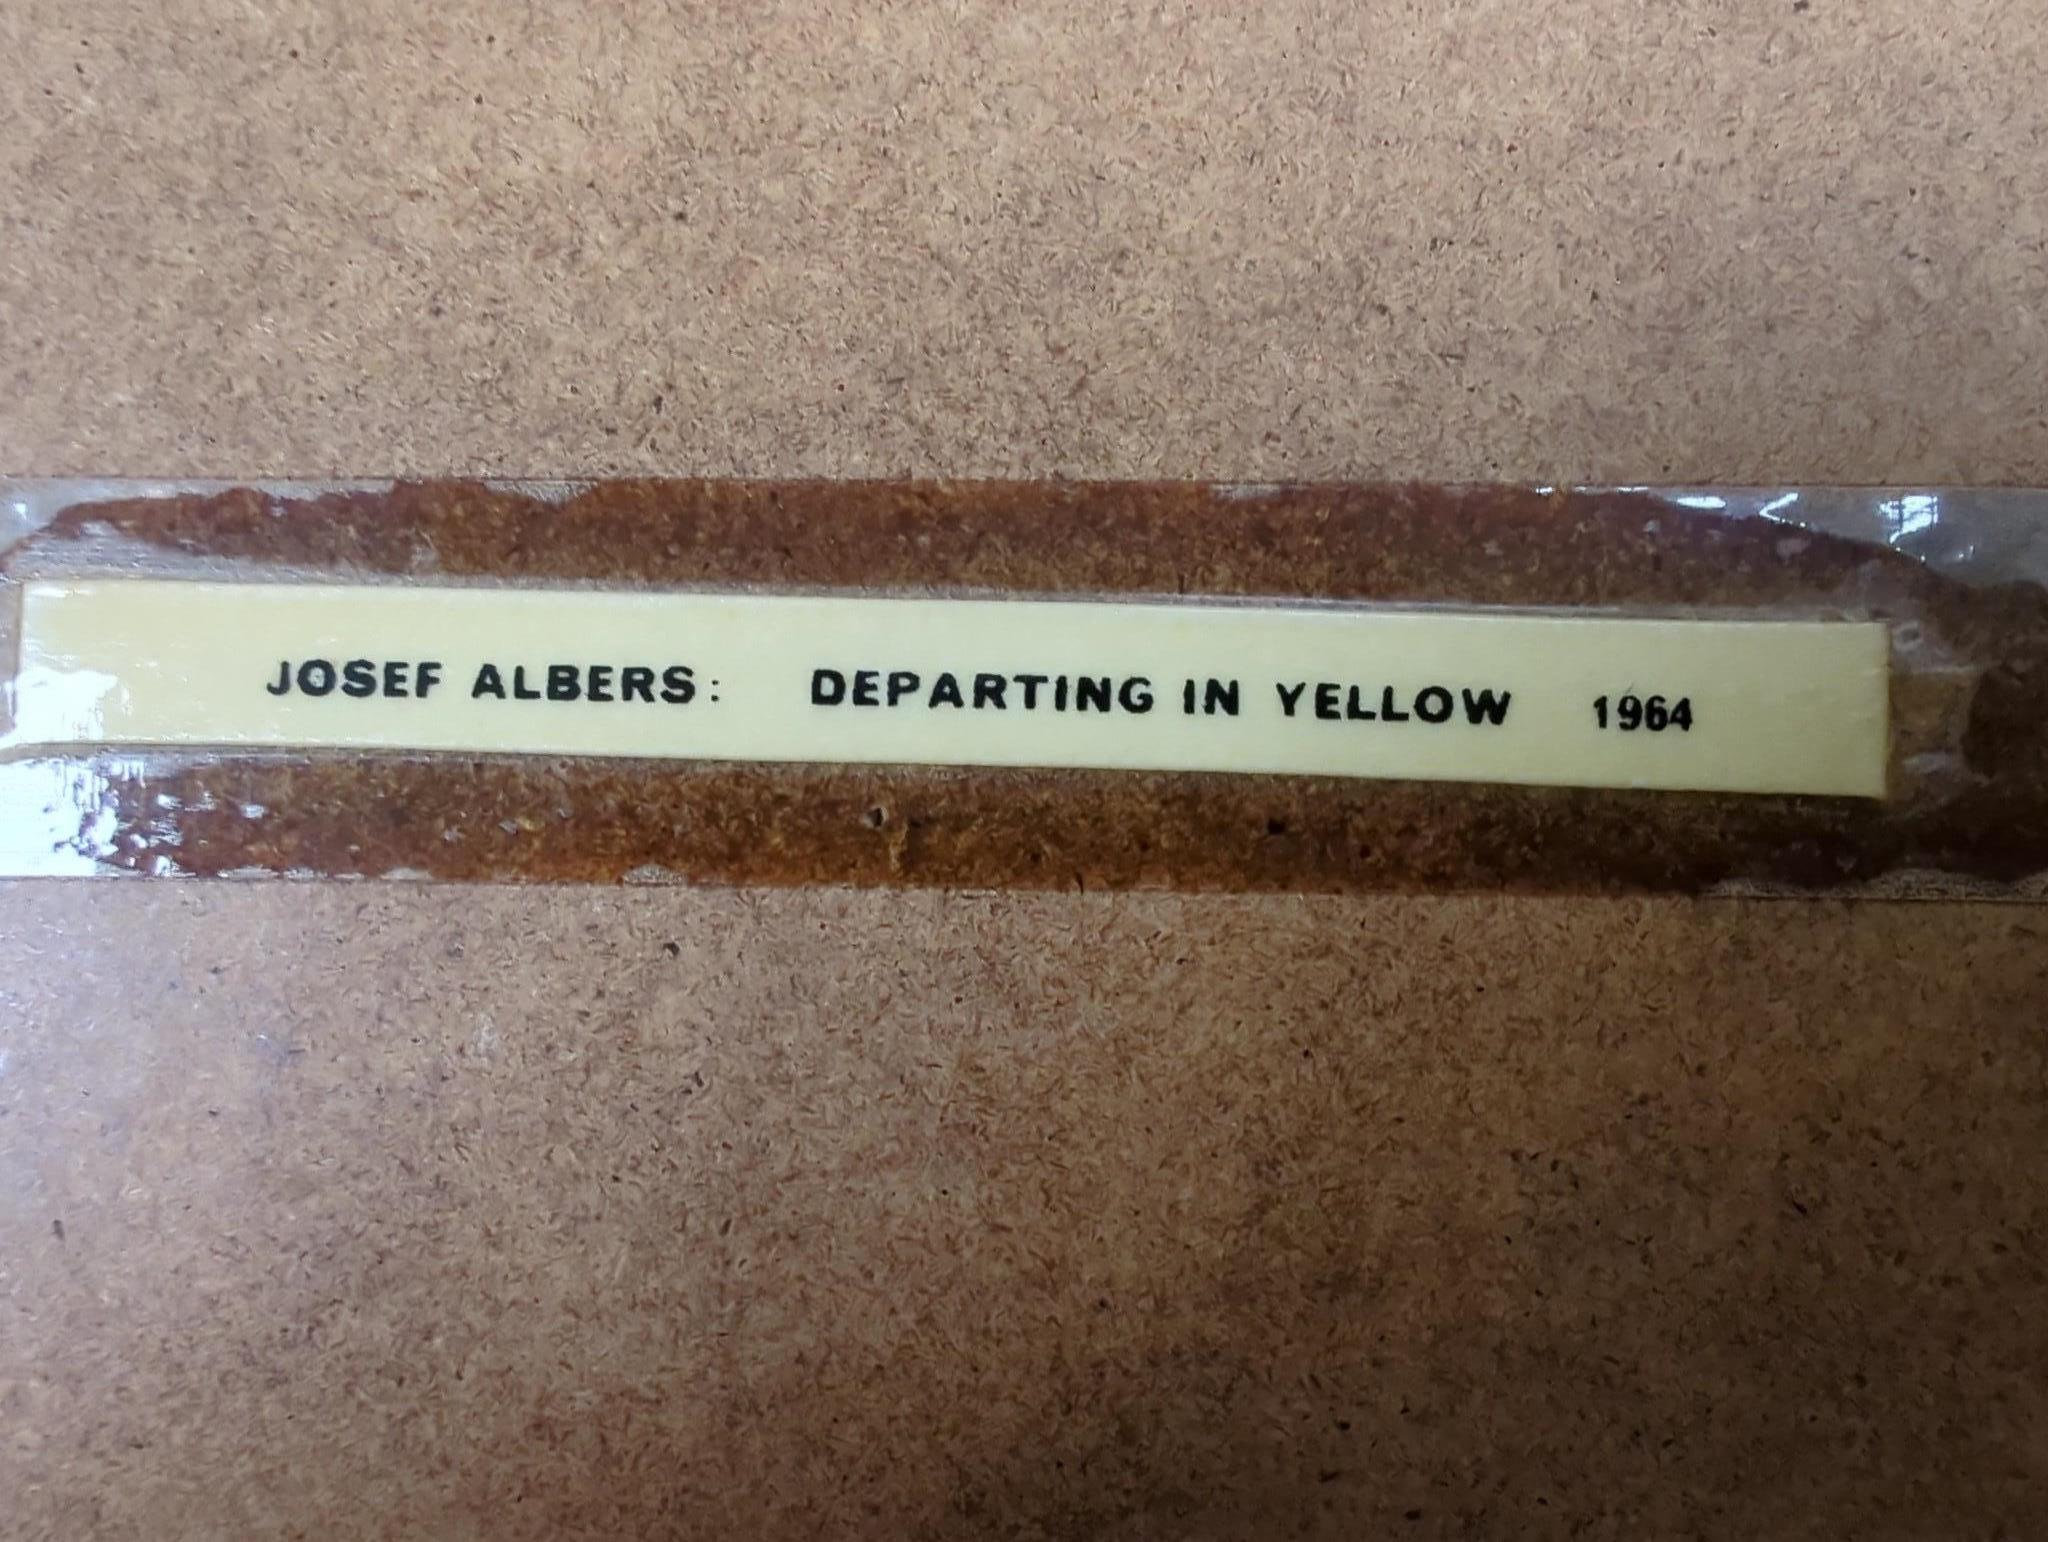 JOSEF ALBERS: DEPARTING IN YELLOW 1964